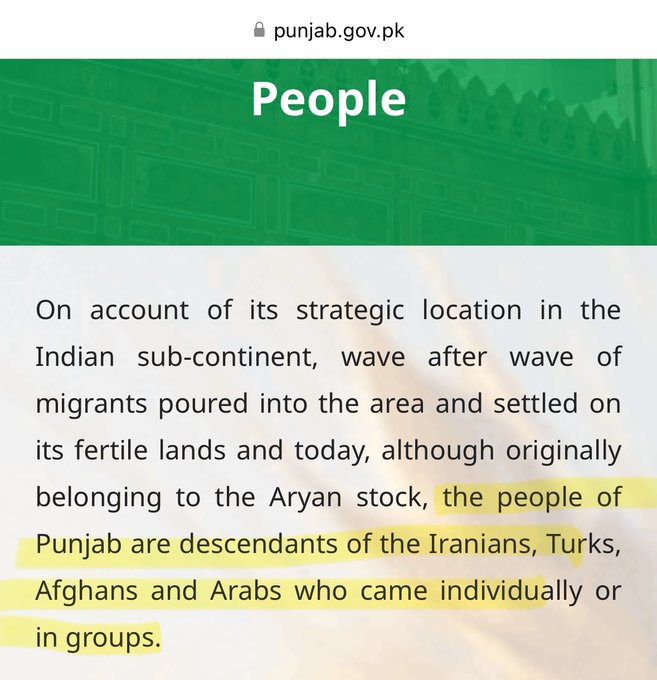 punjab.gov.pk
People
On account of its strategic location in the
Indian sub-continent, wave after wave of
migrants poured into the area and settled on
its fertile lands and today, although originally
belonging to the Aryan stock, the people of
Punjab are descendants of the Iranians, Turks,
Afghans and Arabs who came individually or
in groups.